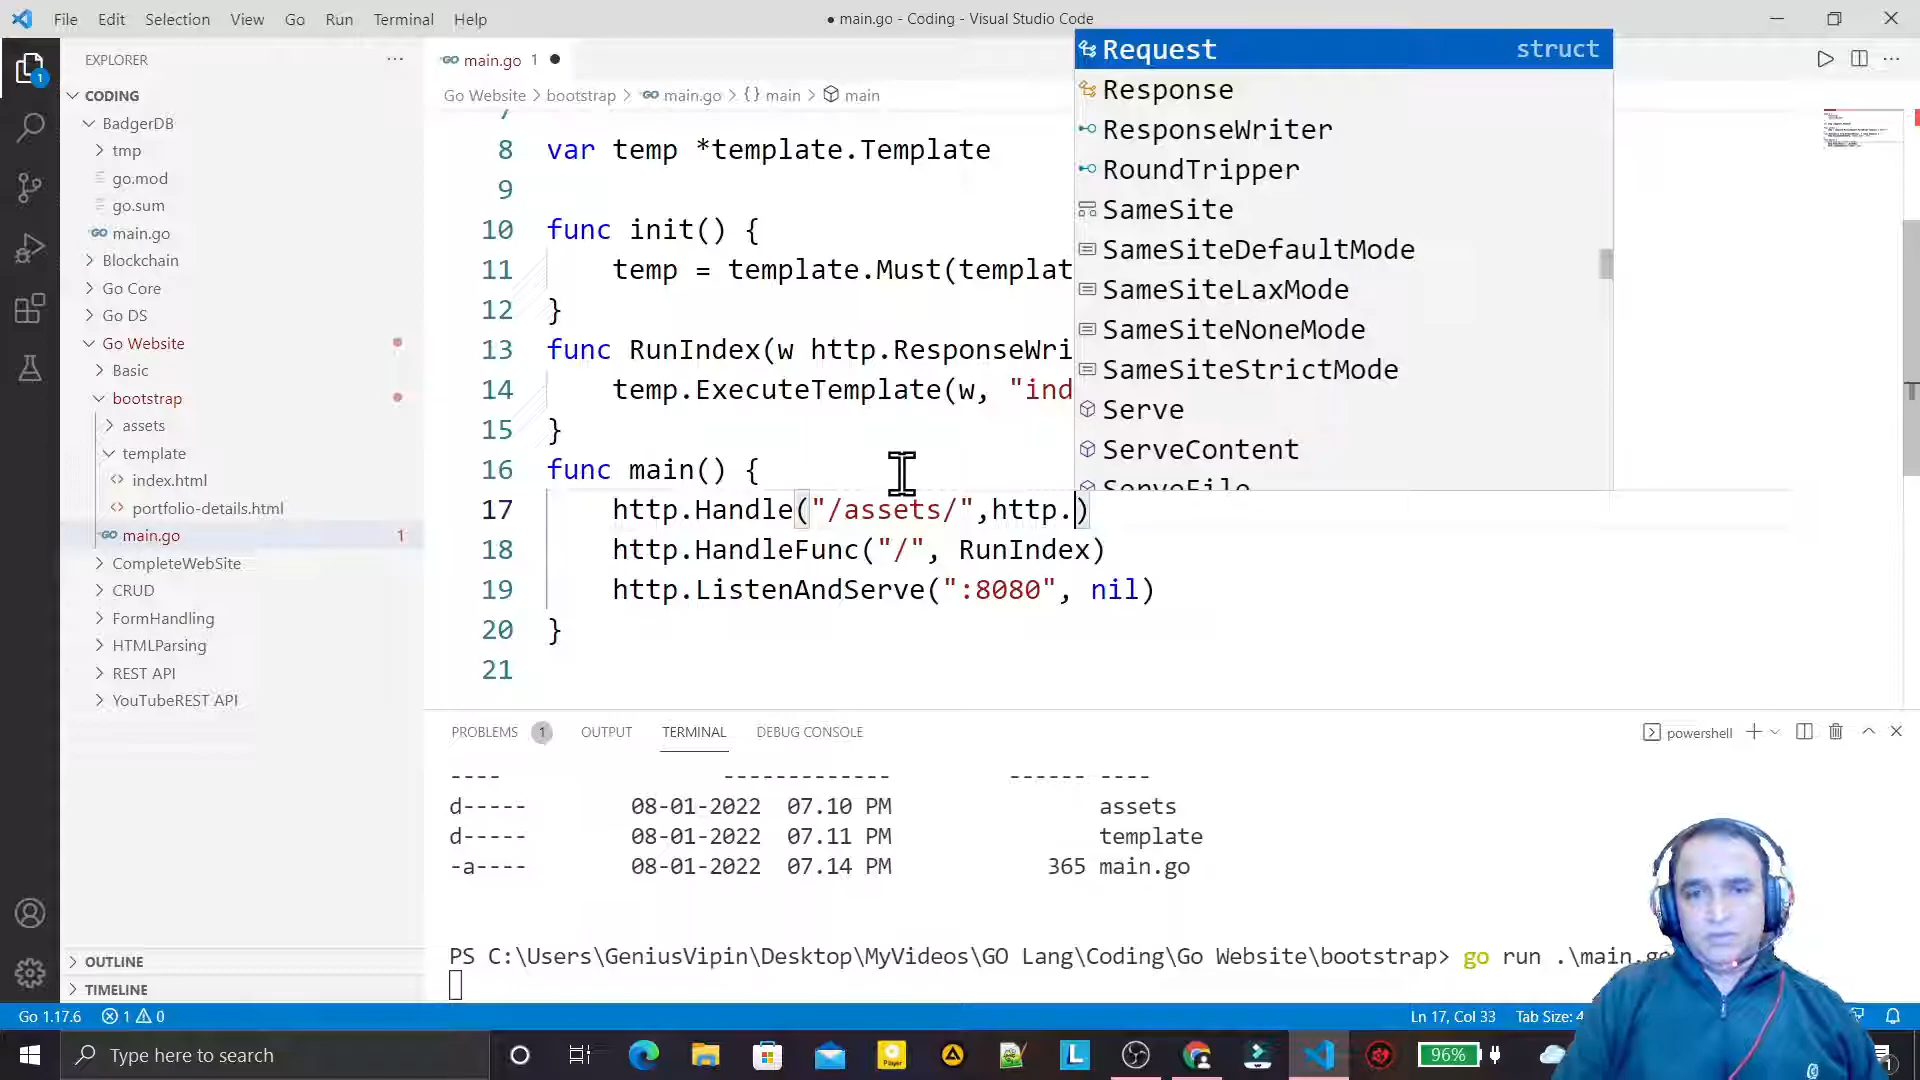 File Edit Selection View Go Run Terminal Help
● main.go - Coding - Visual Studio Code
EXPLORER
CODING
BadgerDB
tmp
go.mod
go.sum
main.go
Blockchain
Go Core
Go DS
Go Website
Basic
bootstrap
assets
template
index.html
portfolio-details.html
main.go 1
CompleteWebSite
CRUD
FormHandling
HTMLParsing
REST API
YouTubeREST API
OUTLINE
TIMELINE
main.go 1
Go Website > bootstrap > main.go > {} main > main
8 var temp *template.Template
9
10 func init() {
11 temp = template.Must(templat
12 }
13 func RunIndex(w http.ResponseWri
14 temp.ExecuteTemplate(w, "ind
15 }
16 func main() {
17 http.Handle("/assets/",http.)
18 http.HandleFunc("/", RunIndex)
19 http.ListenAndServe(":8080", nil)
20 }
21
Request struct
Response
ResponseWriter
RoundTripper
SameSite
SameSiteDefaultMode
SameSiteLaxMode
SameSiteNoneMode
SameSiteStrictMode
Serve
ServeContent
ServeFile
PROBLEMS 1 OUTPUT TERMINAL DEBUG CONSOLE
powershell
---- ------------- ------ ----
d----- 08-01-2022 07.10 PM assets
d----- 08-01-2022 07.11 PM template
-a---- 08-01-2022 07.14 PM 365 main.go
PS C:\Users\GeniusVipin\Desktop\MyVideos\GO Lang\Coding\Go Website\bootstrap> go run .\main.go
Go 1.17.6 1 0
Ln 17, Col 33 Tab Size: 4
Type here to search
96%